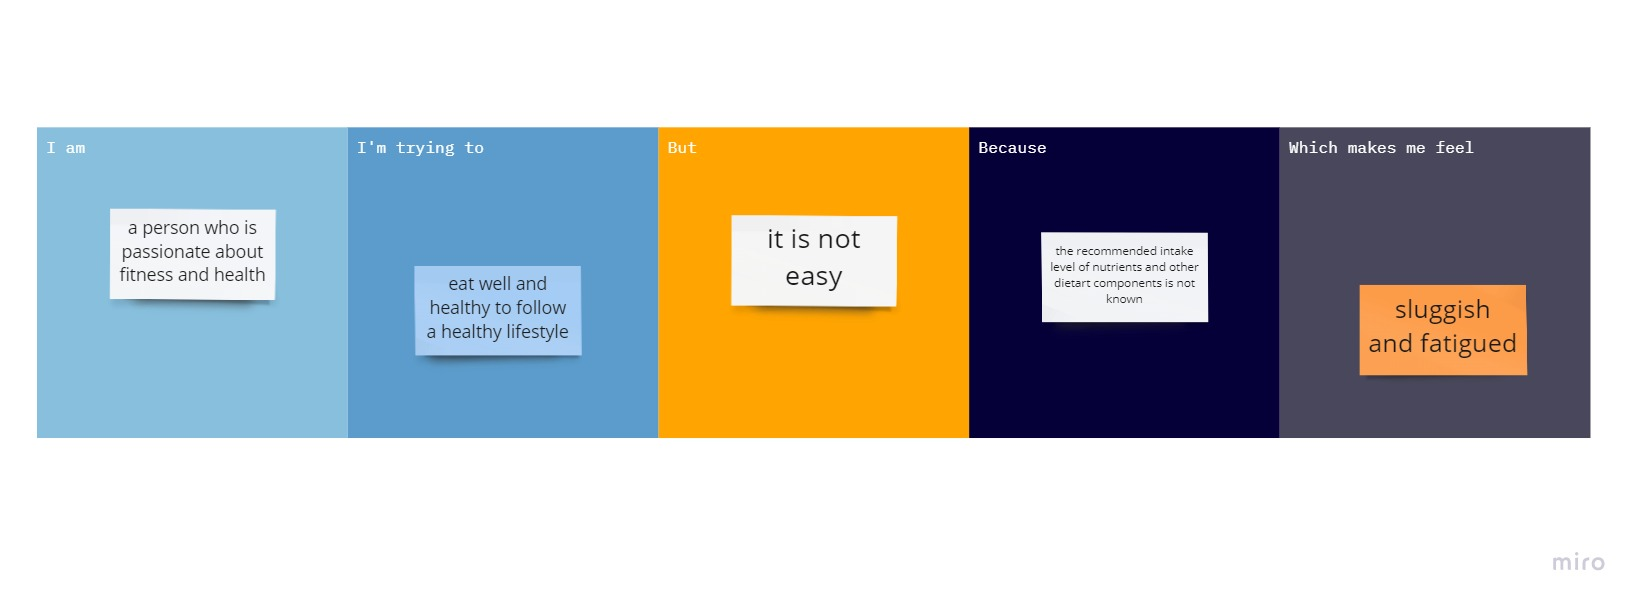 I am
a person who is
passionate about
fitness and health
I'm trying to
eat well and
healthy to follow
a healthy lifestyle
But
it is not
easy
Because
the recommended intake
level of nutrients and other
dietart components is not
known
Which makes me feel
sluggish
and fatigued
miro